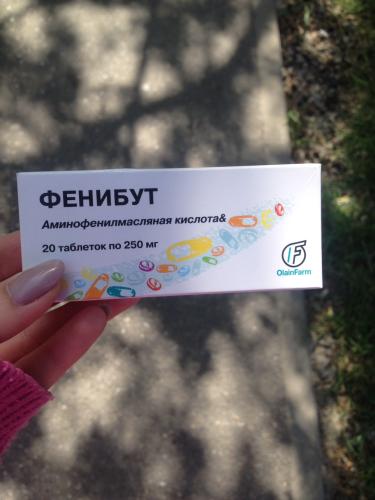 ФЕНИБУТ
Аминофенилмасляная кислота&
20 таблеток по 250 мг
OlainFarm